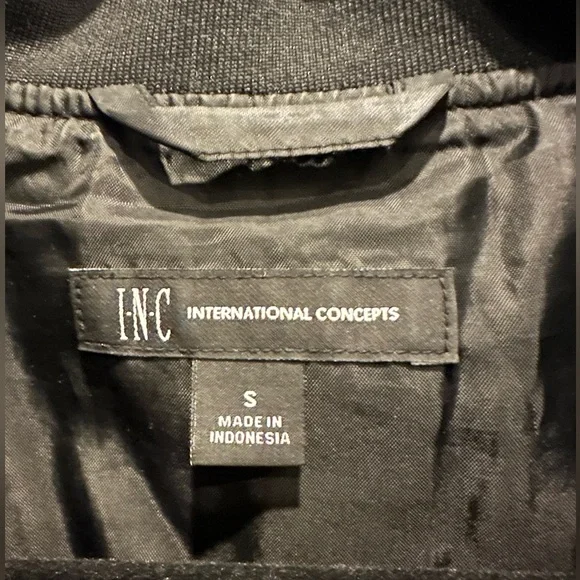 I·N·C INTERNATIONAL CONCEPTS
S
MADE IN
INDONESIA